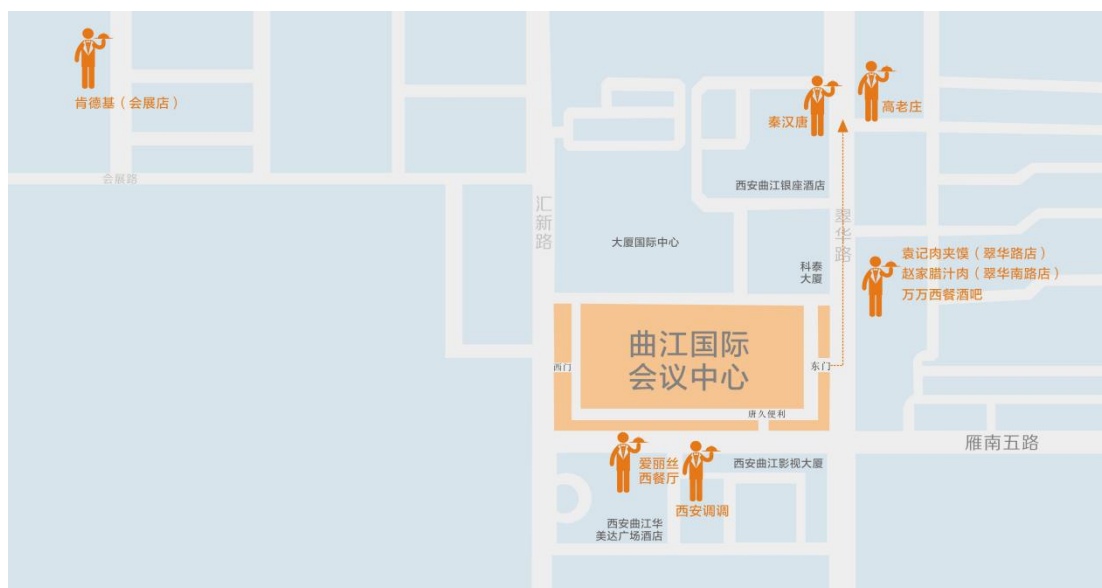 肯德基（会展店）
高老庄
秦汉唐
会展路
西安曲江银座酒店
汇新路
翠华路
大厦国际中心
袁记肉夹馍（翠华路店）
赵家腊汁肉（翠华南路店）
万万西餐酒吧
科泰
大厦
曲江国际
会议中心
西门
东门
唐久便利
雁南五路
爱丽丝
西餐厅
西安曲江影视大厦
西安调调
西安曲江华
美达广场酒店